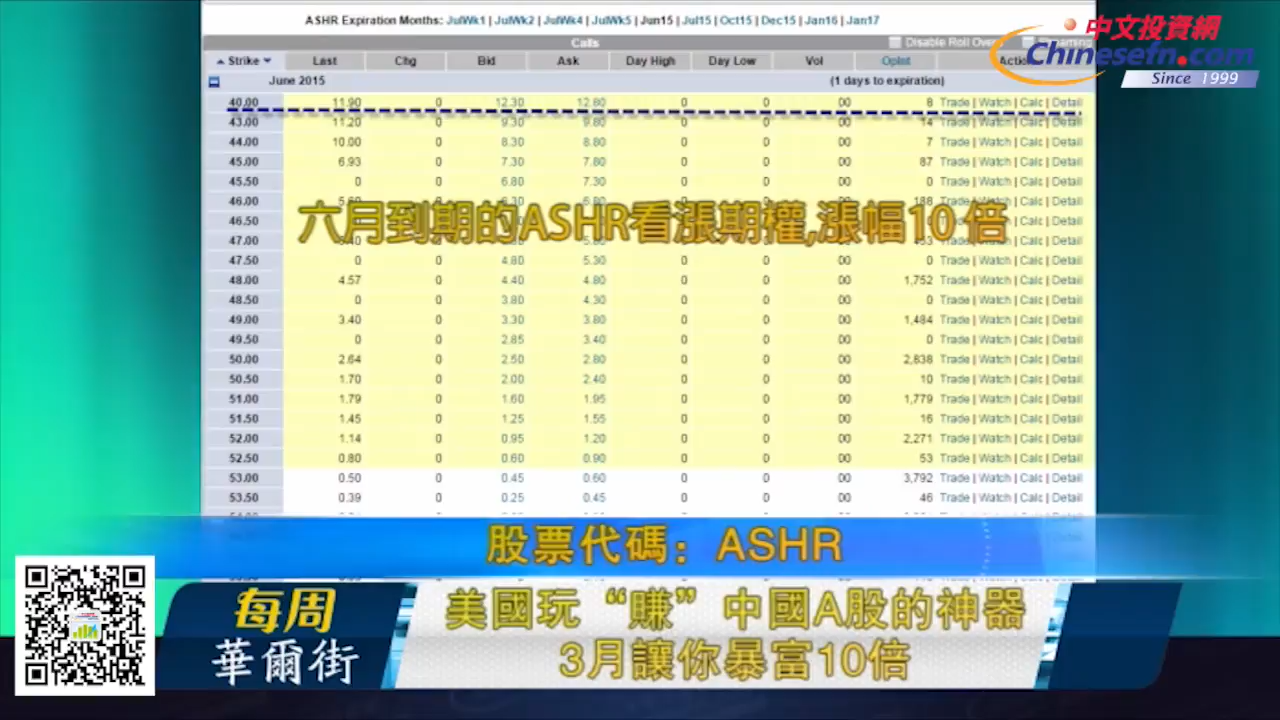 ASHR Expiration Months: JulWk1 | JulWk2 | JulWk4 | JulWk5 | Jun15 | Jul15 | Oct15 | Dec15 | Jan16 | Jan17
Calls
中文投資網
Chinesefn.com
Since 1999
Strike Last Chg Bid Ask Day High Day Low Vol OpInt
June 2015 (1 days to expiration)
40.00 11.90 0 12.30 12.80 0 0 00 8 Trade | Watch | Calc | Detail
43.00 11.20 0 9.30 9.80 0 0 00 14 Trade | Watch | Calc | Detail
44.00 10.00 0 8.30 8.80 0 0 00 7 Trade | Watch | Calc | Detail
45.00 6.93 0 7.30 7.80 0 0 00 87 Trade | Watch | Calc | Detail
45.50 0 0 6.80 7.30 0 0 00 0 Trade | Watch | Calc | Detail
46.00
六月到期的ASHR看漲期權,漲幅10倍
46.50
47.00
47.50 0 0 4.80 5.30 0 0 00 0 Trade | Watch | Calc | Detail
48.00 4.57 0 4.40 4.80 0 0 00 1,752 Trade | Watch | Calc | Detail
48.50 0 0 3.80 4.30 0 0 00 0 Trade | Watch | Calc | Detail
49.00 3.40 0 3.30 3.80 0 0 00 1,484 Trade | Watch | Calc | Detail
49.50 0 0 2.85 3.40 0 0 00 0 Trade | Watch | Calc | Detail
50.00 2.64 0 2.50 2.80 0 0 00 2,838 Trade | Watch | Calc | Detail
50.50 1.70 0 2.00 2.40 0 0 00 10 Trade | Watch | Calc | Detail
51.00 1.79 0 1.60 1.95 0 0 00 1,779 Trade | Watch | Calc | Detail
51.50 1.45 0 1.25 1.55 0 0 00 16 Trade | Watch | Calc | Detail
52.00 1.14 0 0.95 1.20 0 0 00 2,271 Trade | Watch | Calc | Detail
52.50 0.80 0 0.60 0.90 0 0 00 53 Trade | Watch | Calc | Detail
53.00 0.50 0 0.45 0.60 0 0 00 3,792 Trade | Watch | Calc | Detail
53.50 0.39 0 0.25 0.45 0 0 00 46 Trade | Watch | Calc | Detail
股票代碼：ASHR
每周
華爾街
美國玩“賺”中國A股的神器
3月讓你暴富10倍